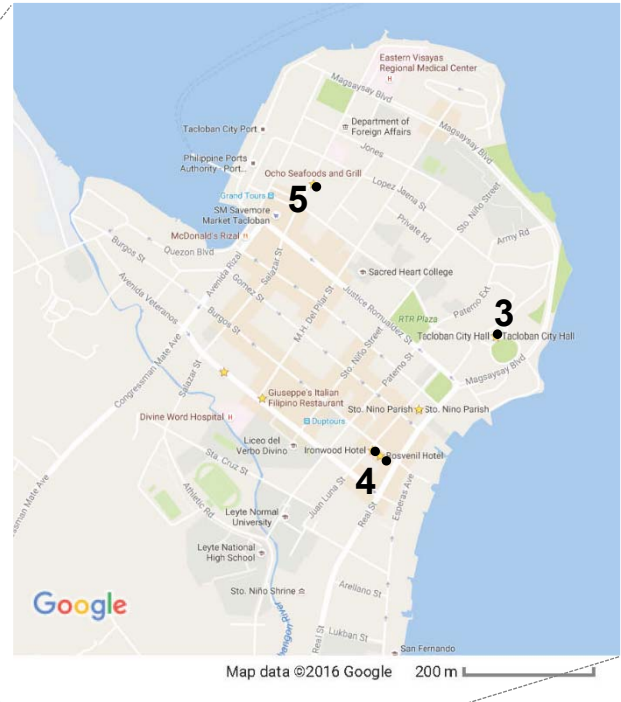 Eastern Visayas
Regional Medical Center
H
Magsaysay Blvd
Tacloban City Port
Department of
Foreign Affairs
Magsaysay Blvd
Jones
Philippine Ports
Authority - Port...
Ocho Seafoods and Grill
5
Lopez Jaena St
Grand Tours
SM Savemore
Market Tacloban
Sto. Niño Street
Private Rd
McDonald's Rizal
Army Rd
Burgos St
Quezon Blvd
Avenida Rizal
Salazar St
Sacred Heart College
Avenida Veteranos
Gomez St
M.H. Del Pilar St
Justice Romualdez St
Paterno Ext
3
Burgos St
RTR Plaza
Tacloban City Hall
Tacloban City Hall
Sto. Niño Street
Paterno St
Congressman Mate Ave
Salazar St
Magsaysay Blvd
Giuseppe's Italian
Filipino Restaurant
Sto. Nino Parish
Sto. Nino Parish
Divine Word Hospital H
Duptours
Liceo del
Verbo Divino
Ironwood Hotel
Rosvenil Hotel
Sta. Cruz St
4
Juan Luna St
Real St
Esperas Ave
Athletic Rd
Leyte Normal
University
Leyte National
High School
Sto. Niño Shrine
Arellano St
Google
Lukban St
Real St
San Fernando
Map data ©2016 Google
200 m